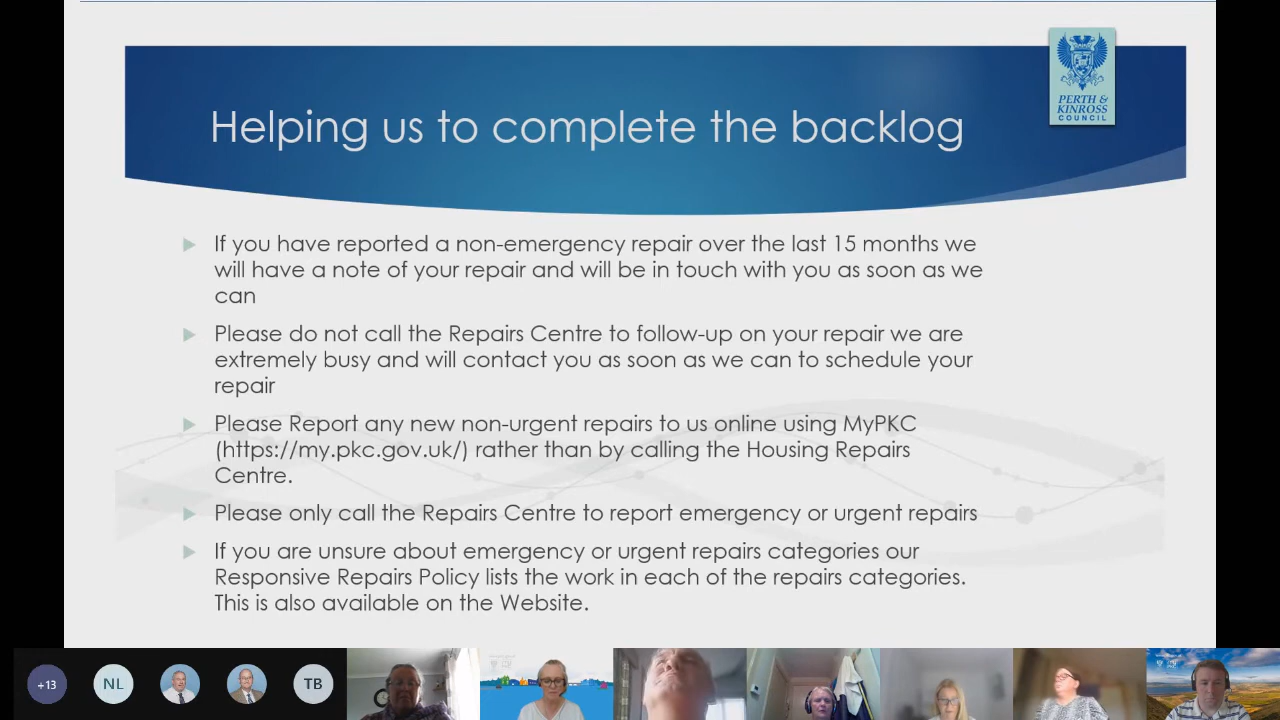 PERTH &
KINROSS
COUNCIL
Helping us to complete the backlog
If you have reported a non-emergency repair over the last 15 months we
will have a note of your repair and will be in touch with you as soon as we
can
Please do not call the Repairs Centre to follow-up on your repair we are
extremely busy and will contact you as soon as we can to schedule your
repair
Please Report any new non-urgent repairs to us online using MyPKC
(https://my.pkc.gov.uk/) rather than by calling the Housing Repairs
Centre.
Please only call the Repairs Centre to report emergency or urgent repairs
If you are unsure about emergency or urgent repairs categories our
Responsive Repairs Policy lists the work in each of the repairs categories.
This is also available on the Website.
+13
NL
TB